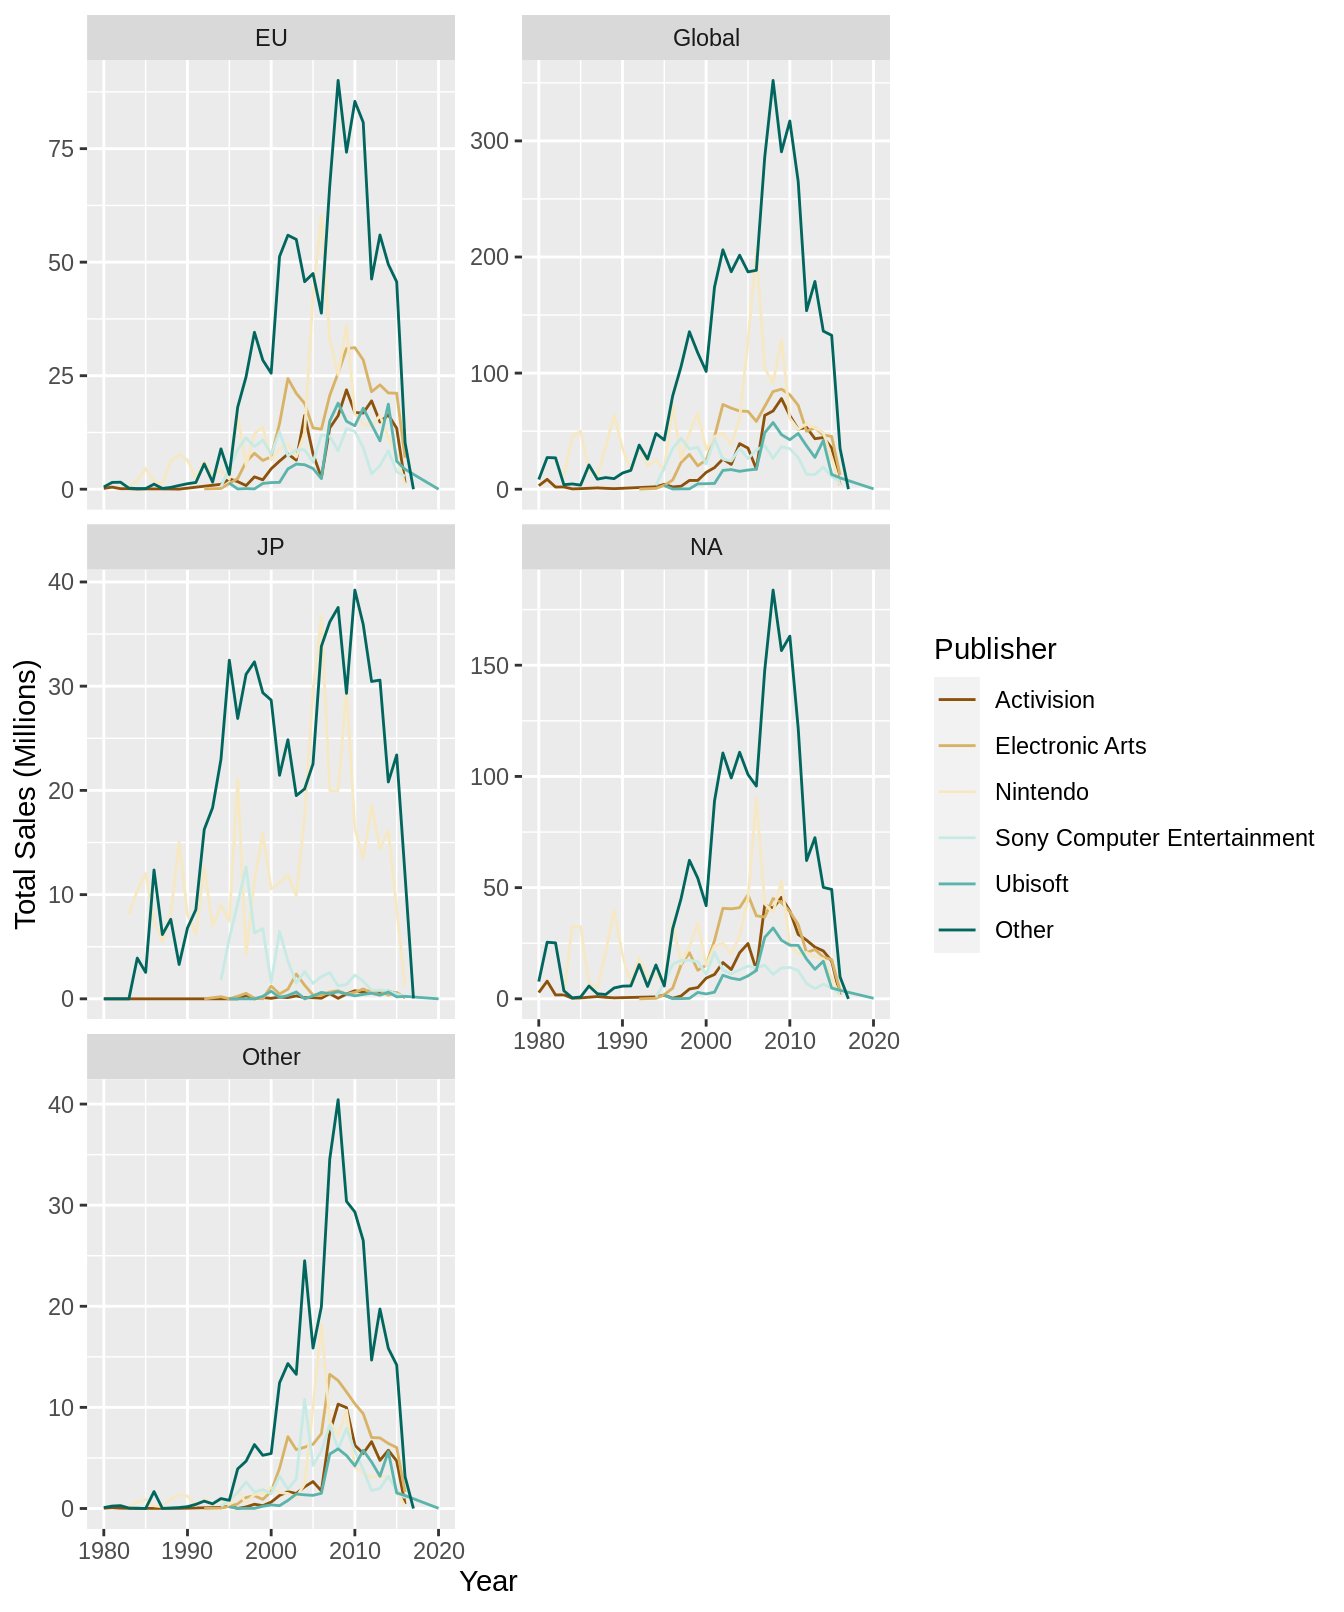 EU
Global
75
50
25
0
300
200
100
0
JP
NA
40
30
20
10
0
150
100
50
0
1980 1990 2000 2010 2020
Other
40
30
20
10
0
1980 1990 2000 2010 2020
Year
Total Sales (Millions)
Publisher
Activision
Electronic Arts
Nintendo
Sony Computer Entertainment
Ubisoft
Other